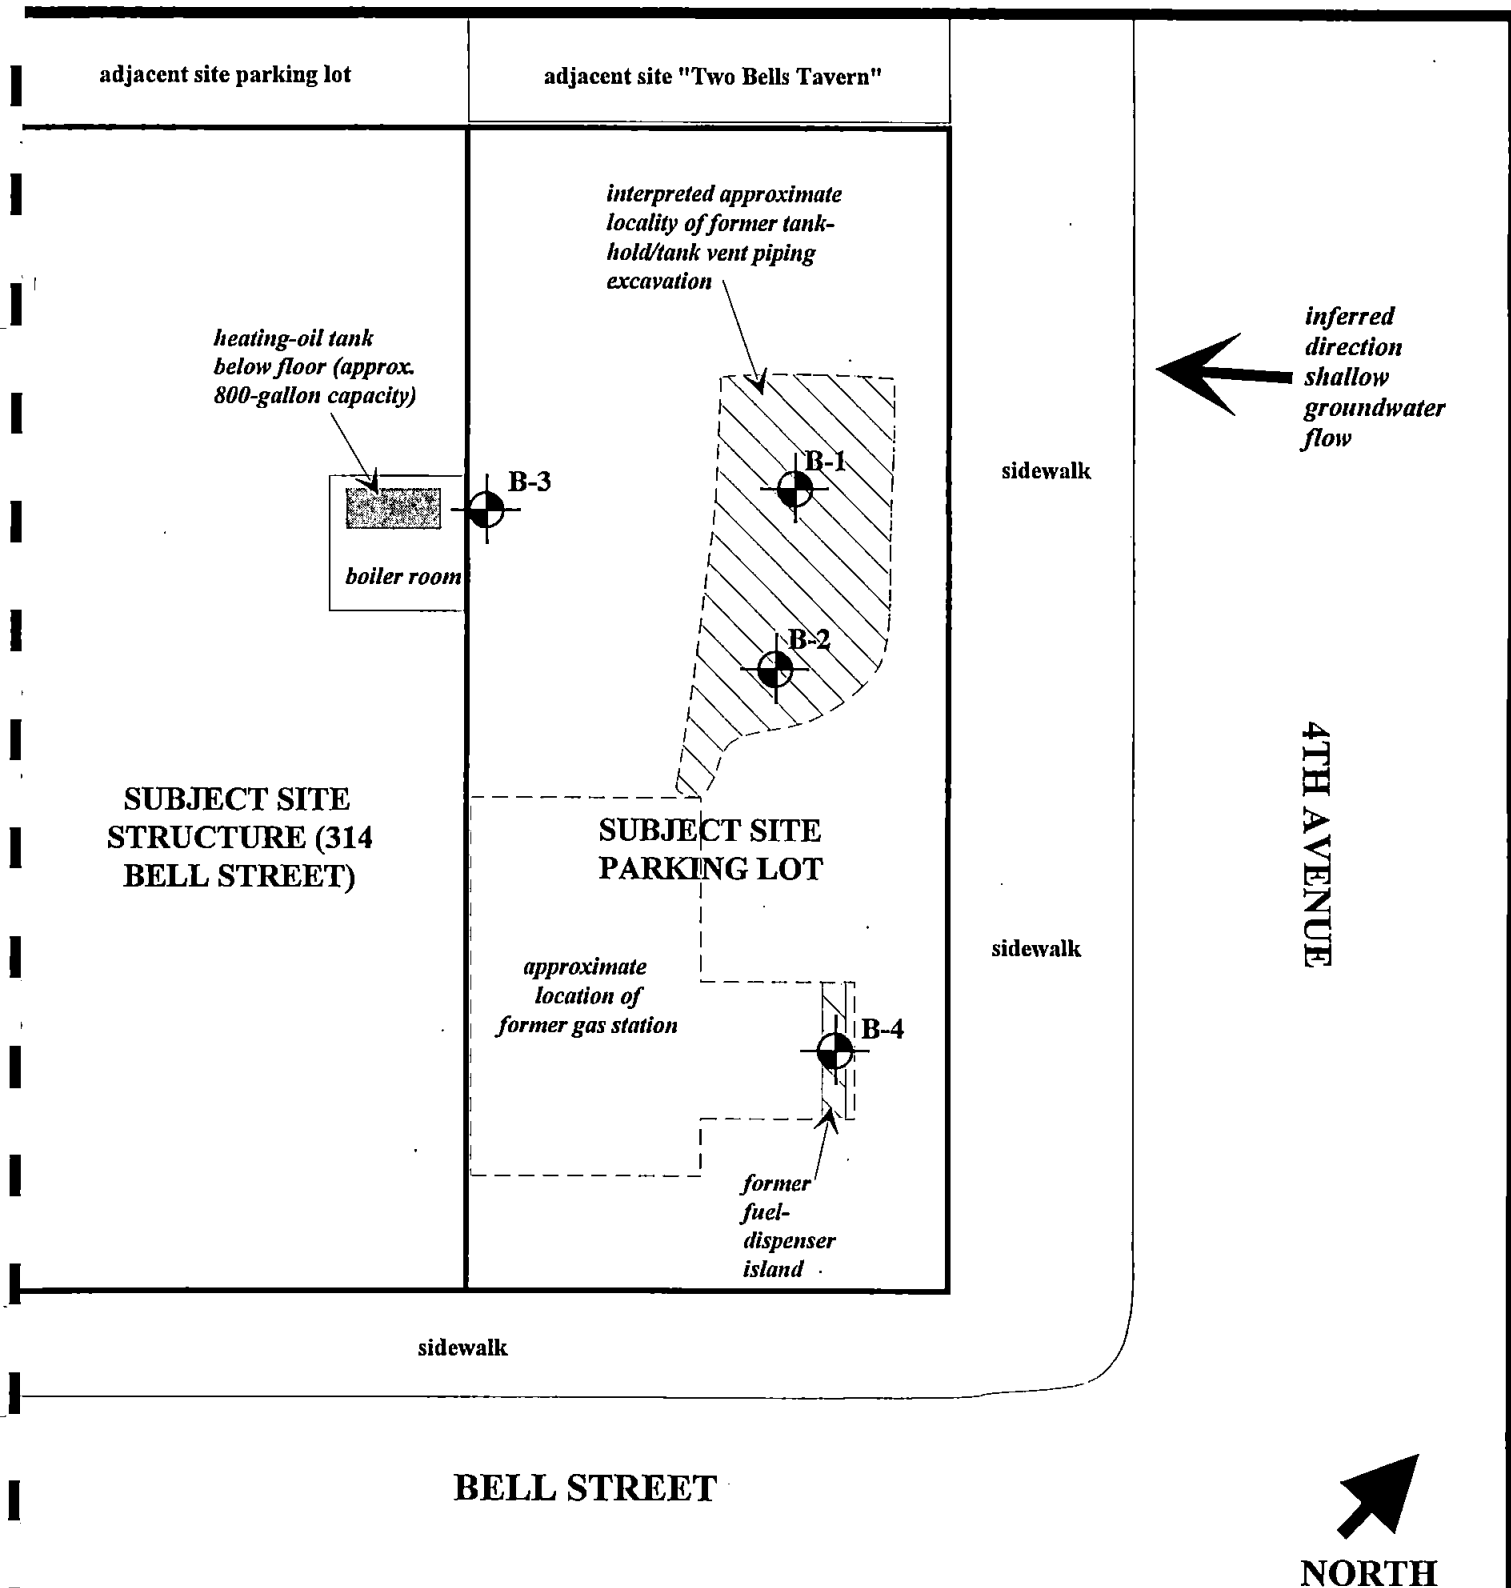 adjacent site parking lot
adjacent site "Two Bells Tavern"
interpreted approximate
locality of former tank-
hold/tank vent piping
excavation
inferred
direction
shallow
groundwater
flow
heating-oil tank
below floor (approx.
800-gallon capacity)
B-1
sidewalk
B-3
boiler room
B-2
4TH AVENUE
SUBJECT SITE
STRUCTURE (314
BELL STREET)
SUBJECT SITE
PARKING LOT
sidewalk
approximate
location of
former gas station
B-4
former
fuel-
dispenser
island
sidewalk
BELL STREET
NORTH